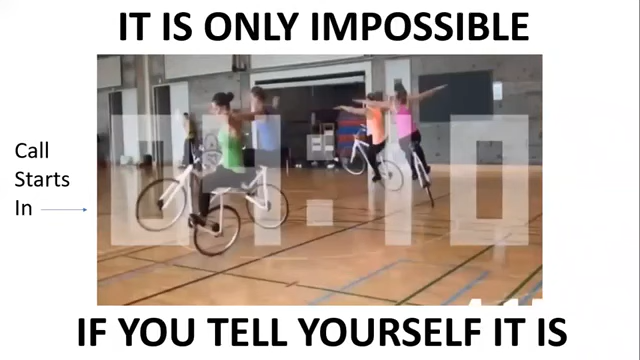 IT IS ONLY IMPOSSIBLE
Call
Starts
In
IF YOU TELL YOURSELF IT IS